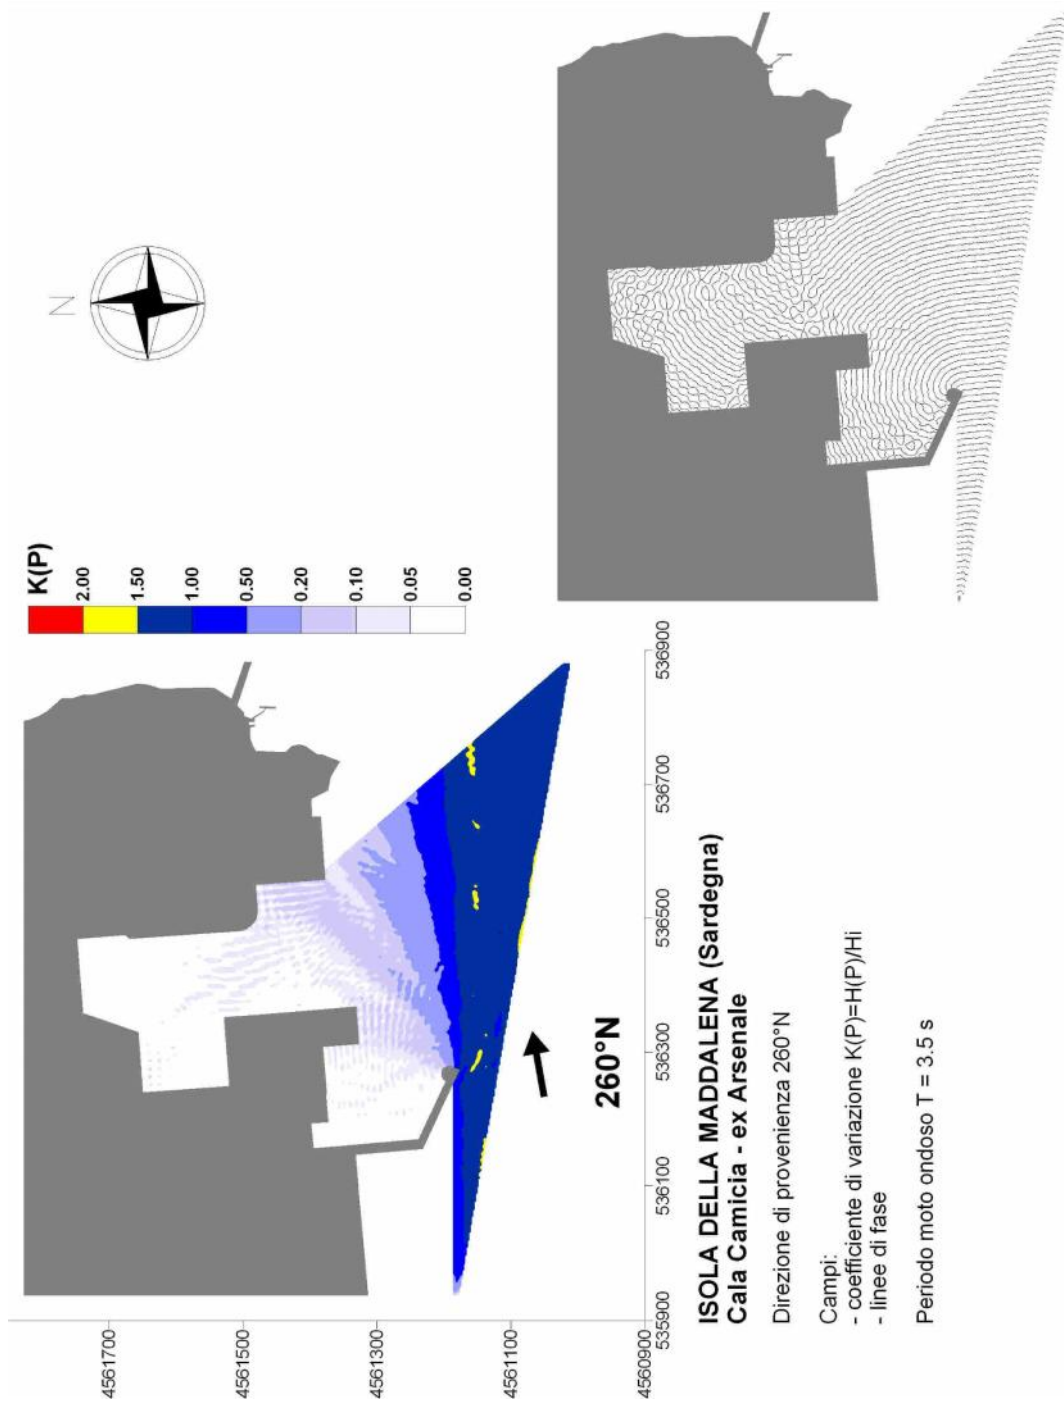 N
K(P)
2.00
1.50
1.00
0.50
0.20
0.10
0.05
0.00
4561700
4561500
4561300
4561100
4560900
535900
536100
536300
536500
536700
536900
260°N
ISOLA DELLA MADDALENA (Sardegna)
Cala Camicia - ex Arsenale
Direzione di provenienza 260°N
Campi:
- coefficiente di variazione K(P)=H(P)/Hi
- linee di fase
Periodo moto ondoso T = 3.5 s